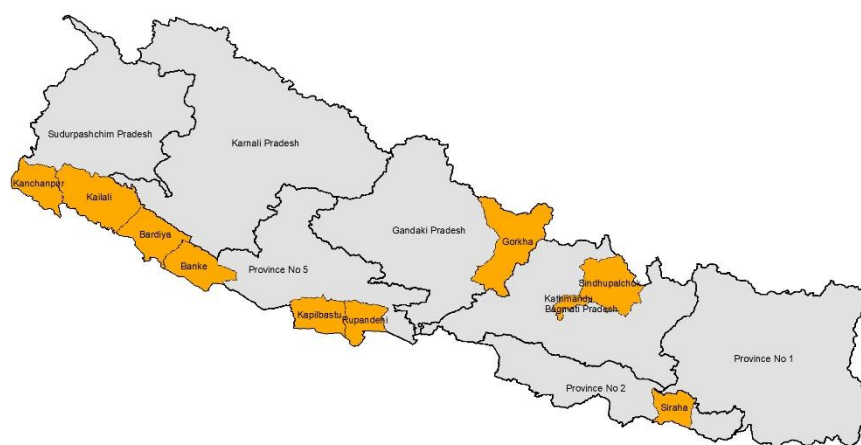 Sudurpashchim Pradesh
Karnali Pradesh
Kanchanpur
Kailali
Bardiya
Banke
Province No 5
Gandaki Pradesh
Gorkha
Kapilbastu
Rupandehi
Sindhupalchok
Kathmandu
Bagmati Pradesh
Province No 1
Province No 2
Siraha